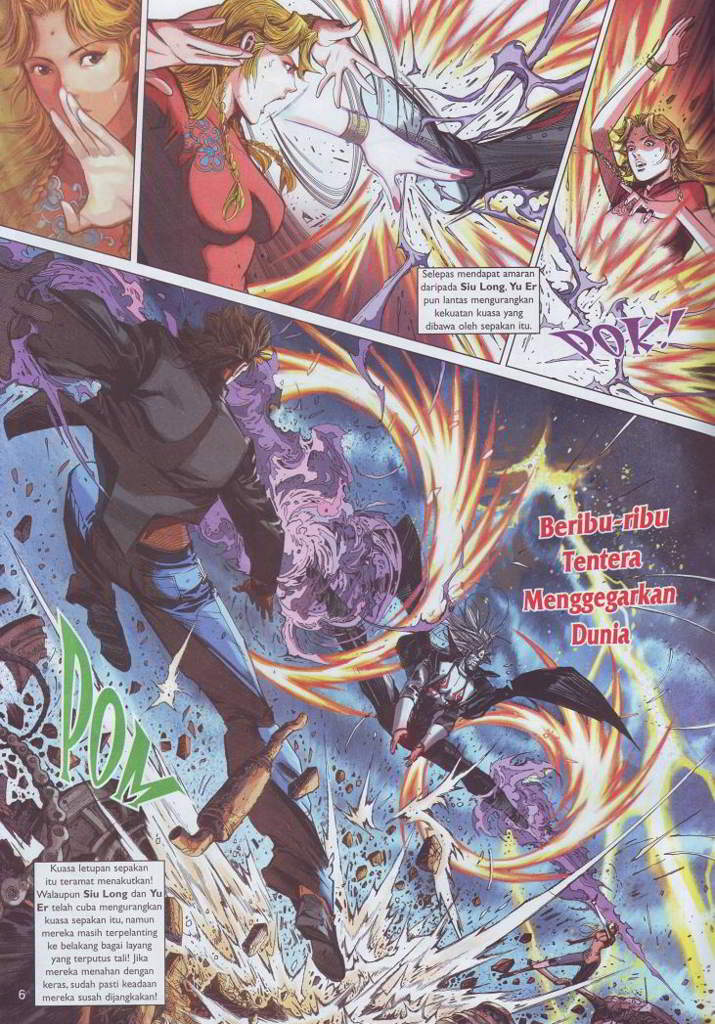 Selepas mendapat amaran
daripada Siu Long, Yu Er
pun lantas mengurangkan
kekuatan kuasa yang
dibawa oleh sepakan itu.
POK!
Beribu-ribu
Tentera
Menggegarkan
Dunia
POM
Kuasa letupan sepakan
itu teramat menakutkan!
Walaupun Siu Long dan Yu
Er telah cuba mengurangkan
kuasa sepakan itu, namun
mereka masih terpelanting
ke belakang bagai layang
yang terputus tali! Jika
mereka menahan dengan
keras, sudah pasti keadaan
mereka susah dijangkakan!
6